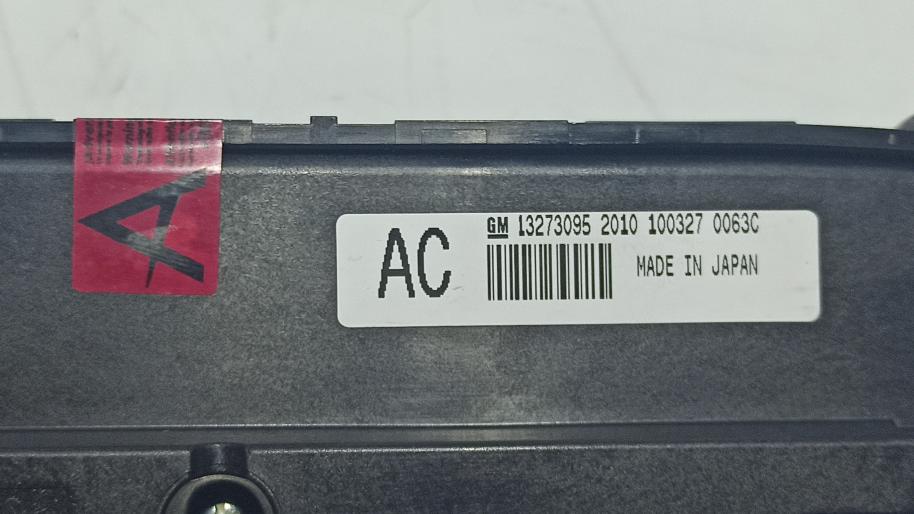 A
AC
GM 13273095 2010 100327 0063C
MADE IN JAPAN